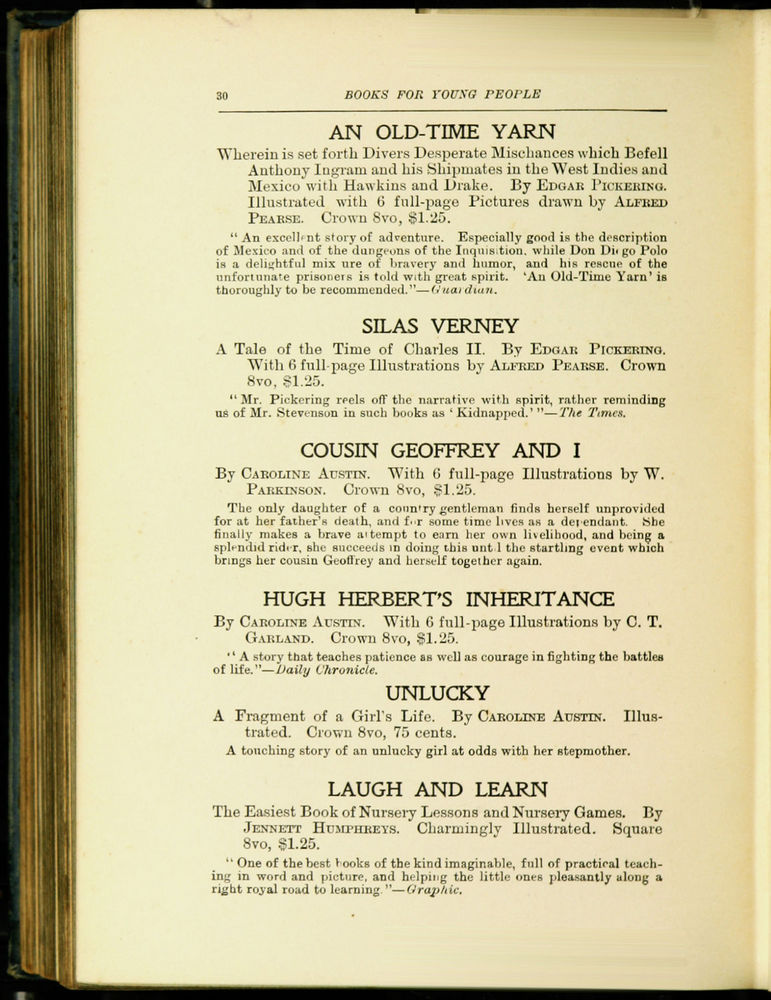 30 BOOKS FOR YOUNG PEOPLE
AN OLD-TIME YARN
Wherein is set forth Divers Desperate Mischances which Befell
Anthony Ingram and his Shipmates in the West Indies and
Mexico with Hawkins and Drake. By EDGAR PICKERING.
Illustrated with 6 full-page Pictures drawn by ALFRED
PEARSE. Crown 8vo, $1.25.
"An excellent story of adventure. Especially good is the description
of Mexico and of the dungeons of the Inquisition, while Don Diego Polo
is a delightful mixture of bravery and humor, and his rescue of the
unfortunate prisoners is told with great spirit. 'An Old-Time Yarn' is
thoroughly to be recommended."—Guardian.
SILAS VERNEY
A Tale of the Time of Charles II. By EDGAR PICKERING.
With 6 full-page Illustrations by ALFRED PEARSE. Crown
8vo, $1.25.
"Mr. Pickering reels off the narrative with spirit, rather reminding
us of Mr. Stevenson in such books as 'Kidnapped.'"—The Times.
COUSIN GEOFFREY AND I
By CAROLINE AUSTIN. With 6 full-page Illustrations by W.
PARKINSON. Crown 8vo, $1.25.
The only daughter of a country gentleman finds herself unprovided
for at her father's death, and for some time lives as a dependant. She
finally makes a brave attempt to earn her own livelihood, and being a
splendid rider, she succeeds in doing this until the startling event which
brings her cousin Geoffrey and herself together again.
HUGH HERBERT'S INHERITANCE
By CAROLINE AUSTIN. With 6 full-page Illustrations by C. T.
GARLAND. Crown 8vo, $1.25.
"A story that teaches patience as well as courage in fighting the battles
of life."—Daily Chronicle.
UNLUCKY
A Fragment of a Girl's Life. By CAROLINE AUSTIN. Illus-
trated. Crown 8vo, 75 cents.
A touching story of an unlucky girl at odds with her stepmother.
LAUGH AND LEARN
The Easiest Book of Nursery Lessons and Nursery Games. By
JENNETT HUMPHREYS. Charmingly Illustrated. Square
8vo, $1.25.
"One of the best books of the kind imaginable, full of practical teach-
ing in word and picture, and helping the little ones pleasantly along a
right royal road to learning."—Graphic.